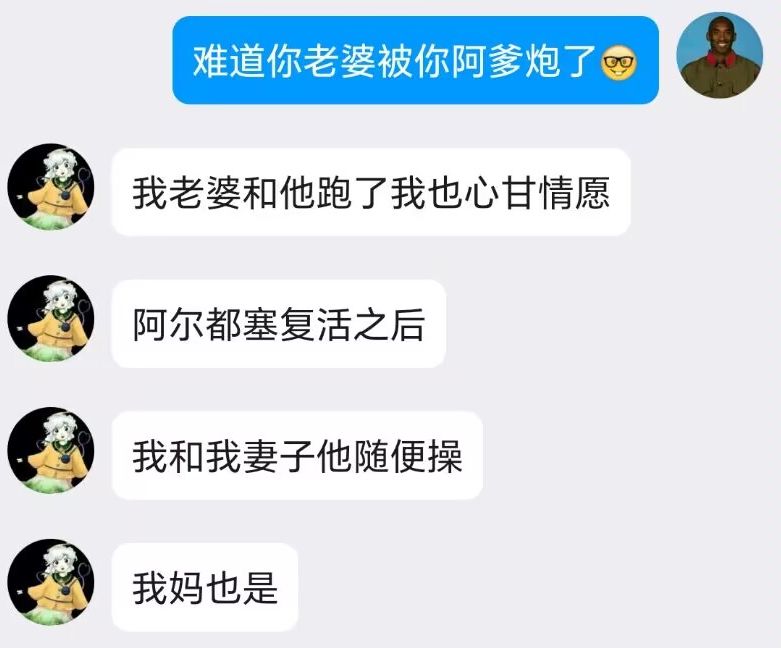 难道你老婆被你阿爹炮了🤓
我老婆和他跑了我也心甘情愿
阿尔都塞复活之后
我和我妻子他随便操
我妈也是